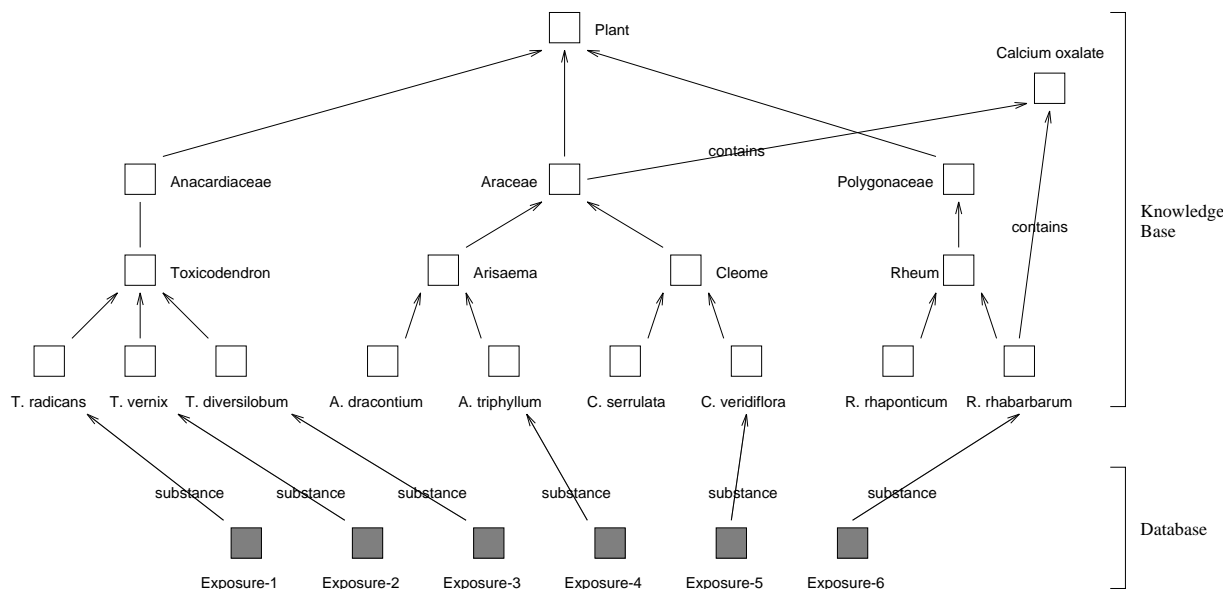 Plant
Calcium oxalate
contains
Anacardiaceae
Araceae
Polygonaceae
Knowledge
Base
contains
Toxicodendron
Arisaema
Cleome
Rheum
T. radicans
T. vernix
T. diversilobum
A. dracontium
A. triphyllum
C. serrulata
C. veridiflora
R. rhaponticum
R. rhabarbarum
substance
substance
substance
substance
substance
substance
Database
Exposure-1
Exposure-2
Exposure-3
Exposure-4
Exposure-5
Exposure-6